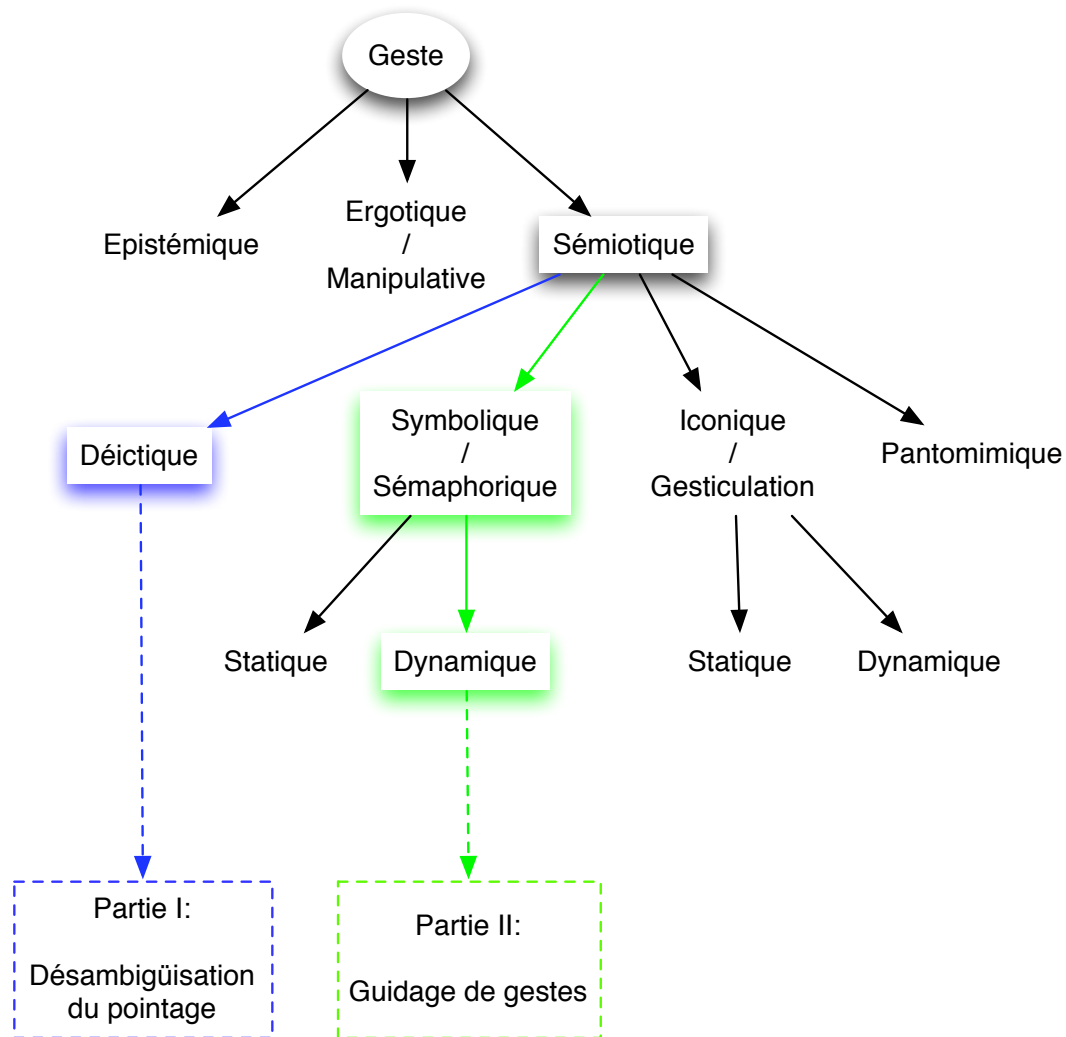 Geste
Epistémique
Ergotique
/
Manipulative
Sémiotique
Déictique
Symbolique
/
Sémaphorique
Iconique
/
Gesticulation
Pantomimique
Statique
Dynamique
Statique
Dynamique
Partie I:
Désambigüisation
du pointage
Partie II:
Guidage de gestes